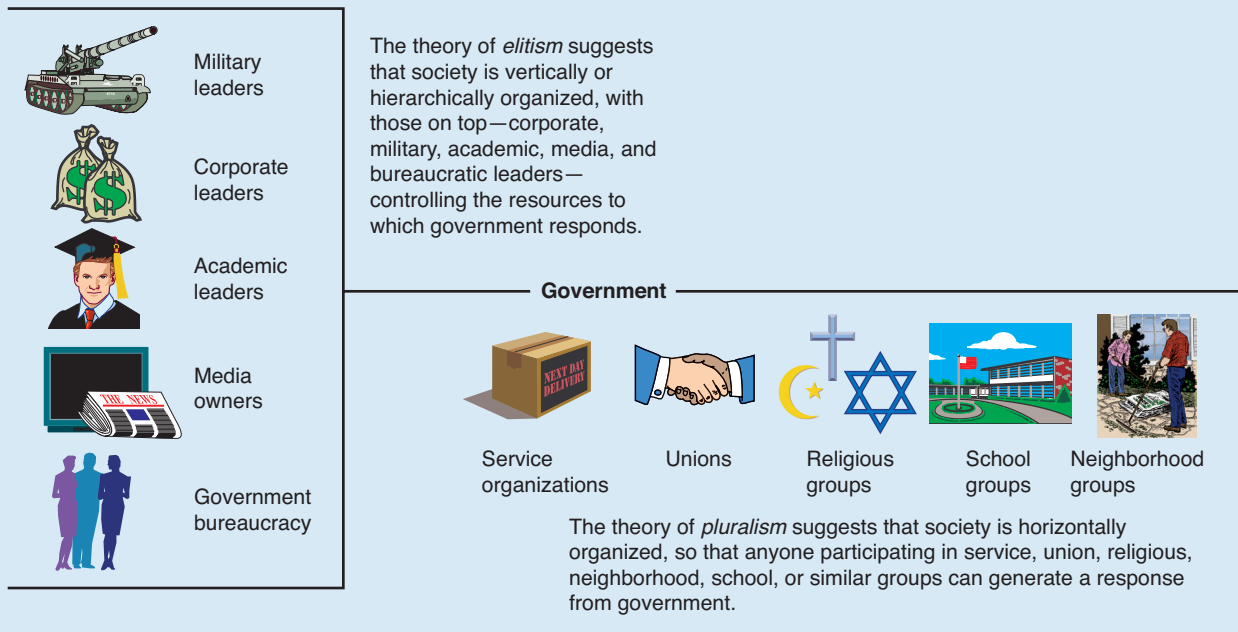 Military
leaders
Corporate
leaders
Academic
leaders
Media
owners
THE NEWS
Government
bureaucracy
The theory of elitism suggests
that society is vertically or
hierarchically organized, with
those on top—corporate,
military, academic, media, and
bureaucratic leaders—
controlling the resources to
which government responds.
Government
NEXT DAY
DELIVERY
Service
organizations
Unions
Religious
groups
School
groups
Neighborhood
groups
The theory of pluralism suggests that society is horizontally
organized, so that anyone participating in service, union, religious,
neighborhood, school, or similar groups can generate a response
from government.